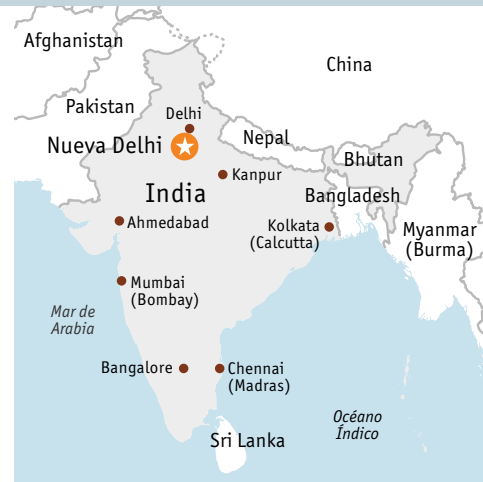 Afghanistan
China
Pakistan
Delhi
Nueva Delhi
Nepal
Bhutan
Kanpur
India
Bangladesh
Ahmedabad
Kolkata
(Calcutta)
Myanmar
(Burma)
Mumbai
(Bombay)
Mar de
Arabia
Bangalore
Chennai
(Madras)
Océano
Índico
Sri Lanka